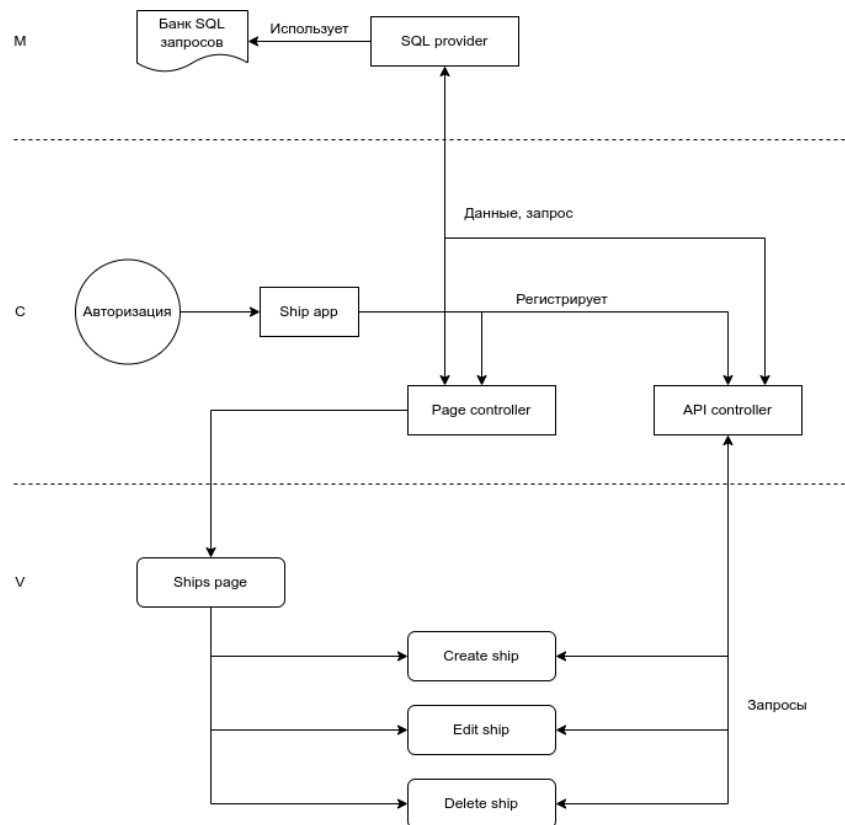 M
Банк SQL
запросов
Использует
SQL provider
Данные, запрос
C
Авторизация
Ship app
Регистрирует
Page controller
API controller
V
Ships page
Create ship
Edit ship
Запросы
Delete ship